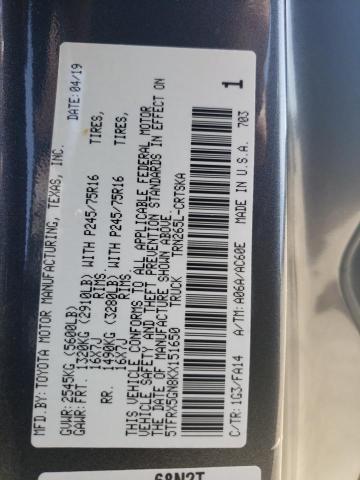 MFD.BY: TOYOTA MOTOR MANUFACTURING, TEXAS, INC. DATE: 04/19
GVWR: 2545KG (5600LB)
GAWR: FRT. 1320KG (2910LB) WITH P245/75R16 TIRES,
16X7J RIMS,
RR. 1490KG (3280LB) WITH P245/75R16 TIRES,
16X7J RIMS,
THIS VEHICLE CONFORMS TO ALL APPLICABLE FEDERAL MOTOR
VEHICLE SAFETY AND THEFT PREVENTION STANDARDS IN EFFECT ON
THE DATE OF MANUFACTURE SHOWN ABOVE.
5TFRX5GN8KX151650 TRUCK TRN265L-CRTSKA
1
C/TR: 1G3/FA14 A/TM: A06A/AC60E MADE IN U.S.A. 703
68N2T